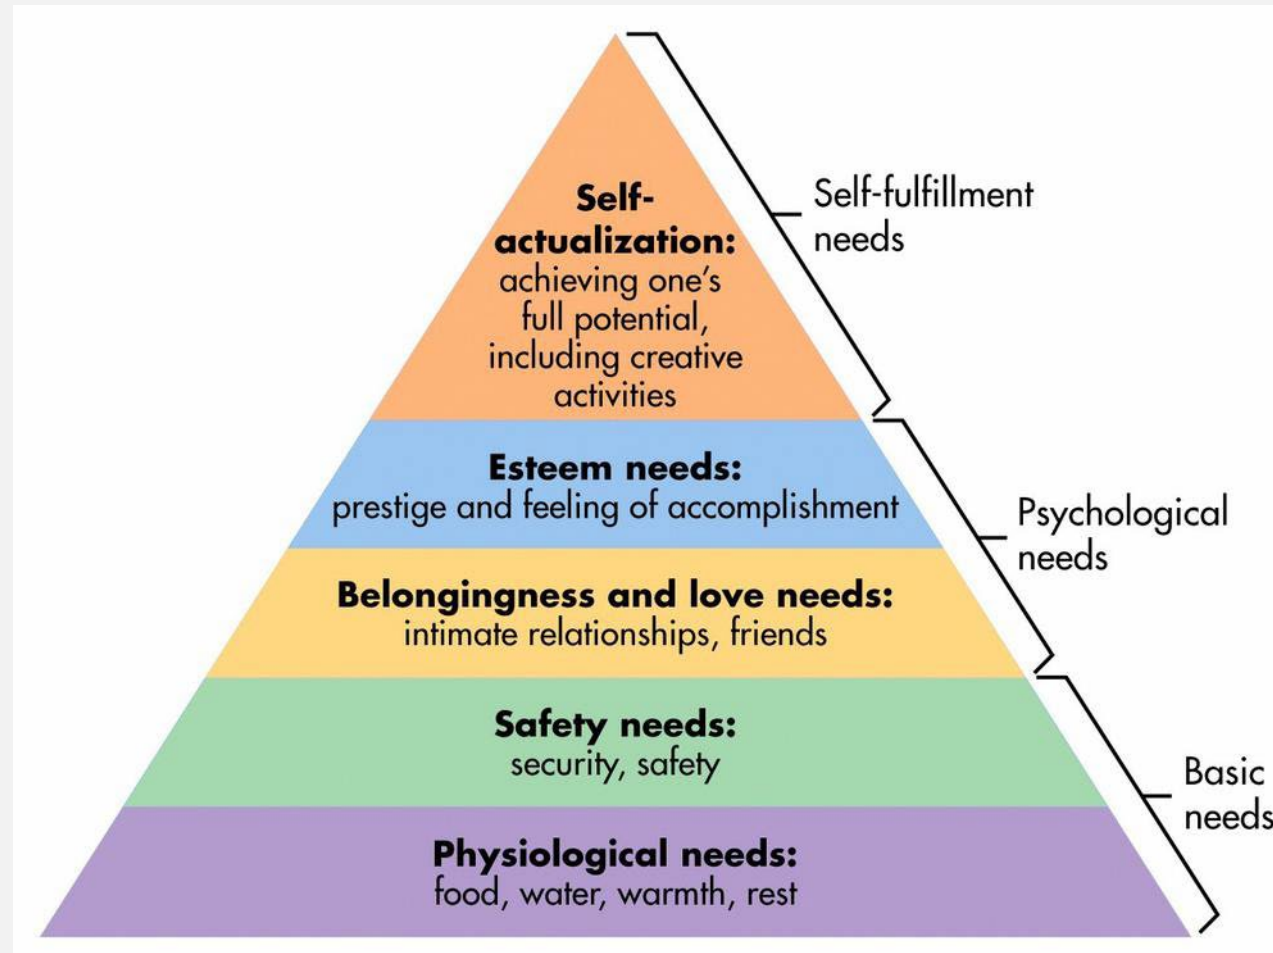 Self-
actualization:
achieving one's
full potential,
including creative
activities
Self-fulfillment
needs
Esteem needs:
prestige and feeling of accomplishment
Psychological
needs
Belongingness and love needs:
intimate relationships, friends
Safety needs:
security, safety
Basic
needs
Physiological needs:
food, water, warmth, rest